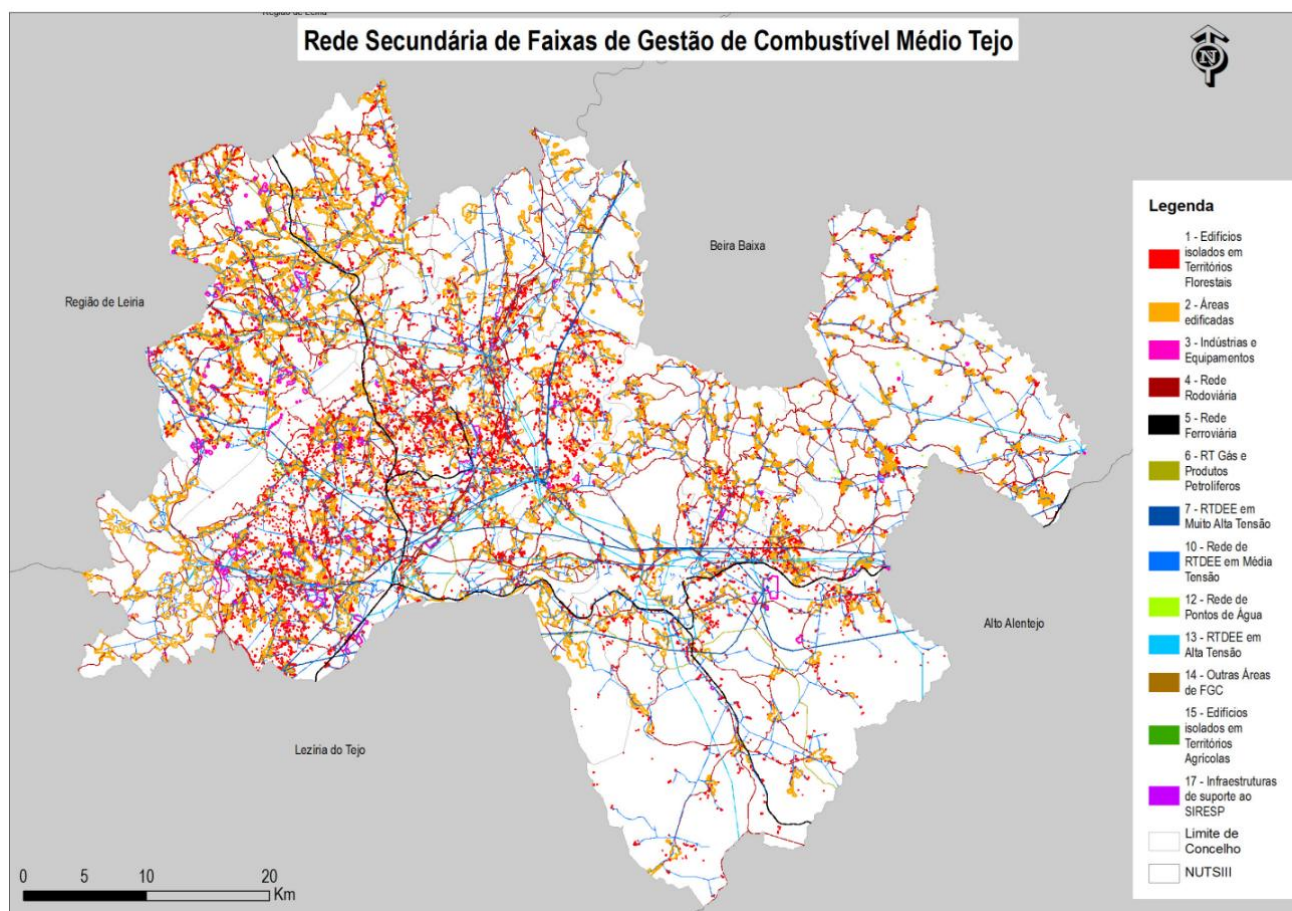 Região de Leiria
Rede Secundária de Faixas de Gestão de Combustível Médio Tejo
N
Beira Baixa
Região de Leiria
Alto Alentejo
Lezíria do Tejo
Legenda
1 - Edifícios
isolados em
Territórios
Florestais
2 - Áreas
edificadas
3 - Indústrias e
Equipamentos
4 - Rede
Rodoviária
5 - Rede
Ferroviária
6 - RT Gás e
Produtos
Petrolíferos
7 - RTDEE em
Muito Alta Tensão
10 - Rede de
RTDEE em Média
Tensão
12 - Rede de
Pontos de Água
13 - RTDEE em
Alta Tensão
14 - Outras Áreas
de FGC
15 - Edifícios
isolados em
Territórios
Agrícolas
17 - Infraestruturas
de suporte ao
SIRESP
Limite de
Concelho
NUTSIII
0 5 10 20
Km